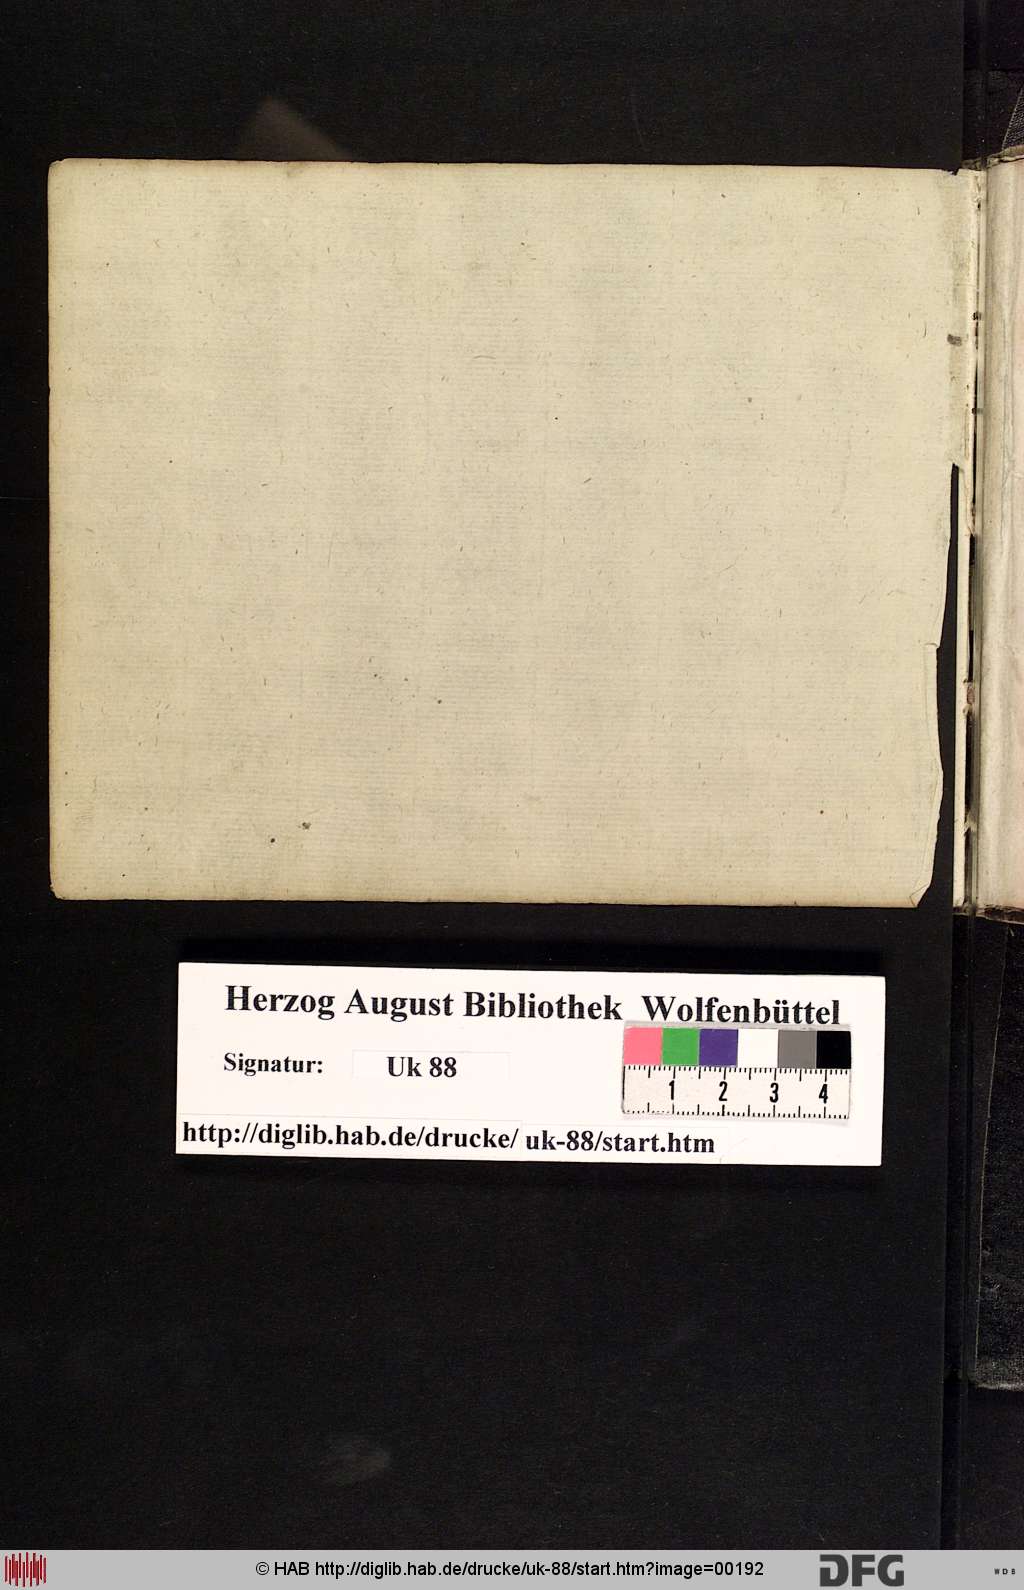 Herzog August Bibliothek Wolfenbüttel
Signatur: Uk 88
1 2 3 4
http://diglib.hab.de/drucke/ uk-88/start.htm
© HAB http://diglib.hab.de/drucke/uk-88/start.htm?image=00192
DFG
WDB